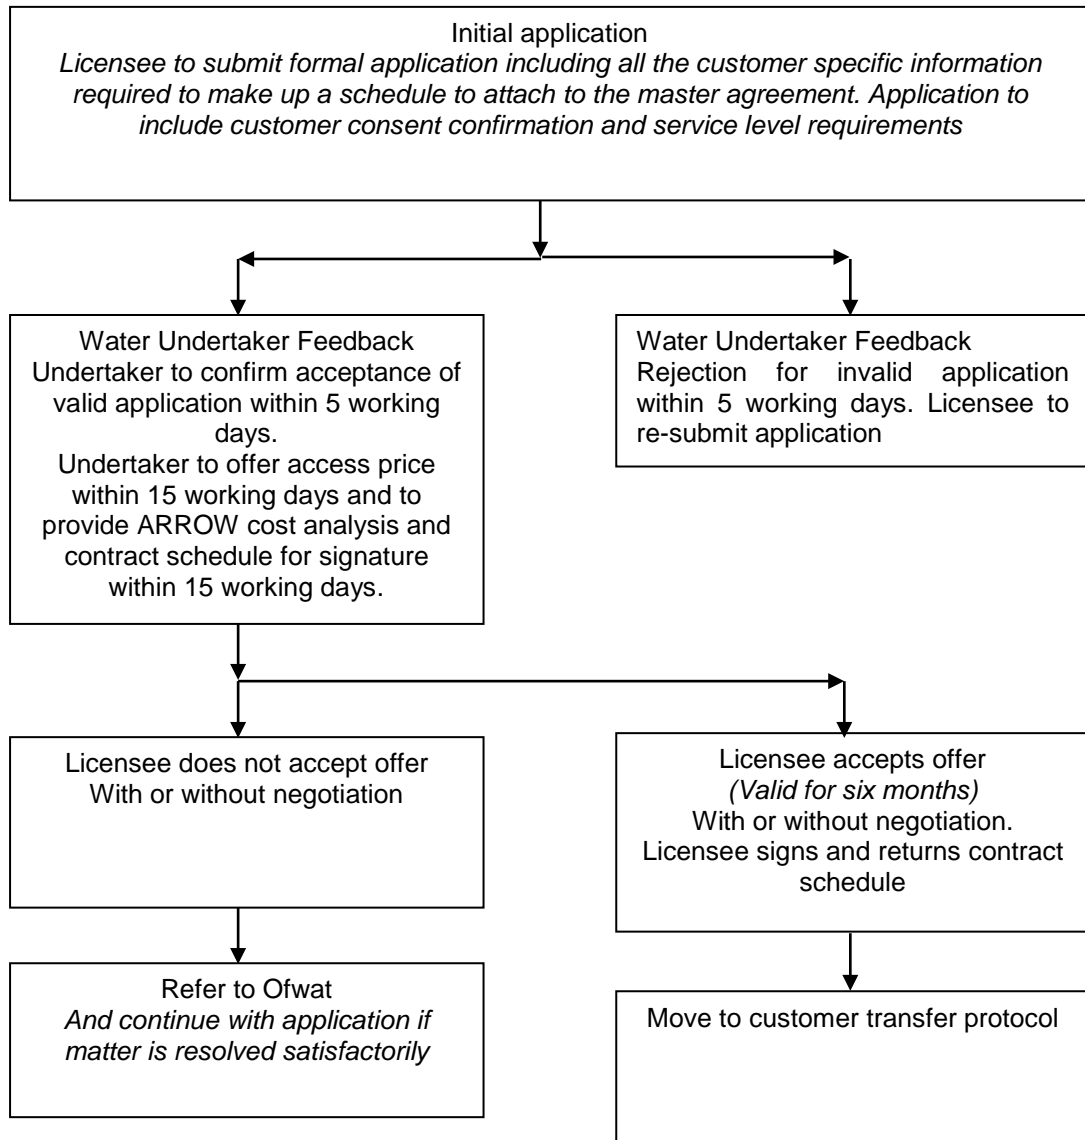 Initial application
Licensee to submit formal application including all the customer specific information
required to make up a schedule to attach to the master agreement. Application to
include customer consent confirmation and service level requirements
Water Undertaker Feedback
Undertaker to confirm acceptance of
valid application within 5 working
days.
Undertaker to offer access price
within 15 working days and to
provide ARROW cost analysis and
contract schedule for signature
within 15 working days.
Water Undertaker Feedback
Rejection for invalid application
within 5 working days. Licensee to
re-submit application
Licensee does not accept offer
With or without negotiation
Licensee accepts offer
(Valid for six months)
With or without negotiation.
Licensee signs and returns contract
schedule
Refer to Ofwat
And continue with application if
matter is resolved satisfactorily
Move to customer transfer protocol